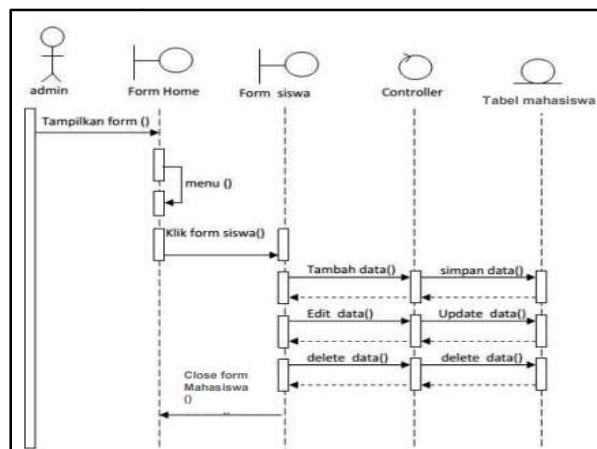 admin
Form Home
Form siswa
Controller
Tabel mahasiswa
Tampilkan form ()
menu ()
Klik form siswa()
Tambah data()
simpan data()
Edit data()
Update data()
delete data()
delete data()
Close form
Mahasiswa
()